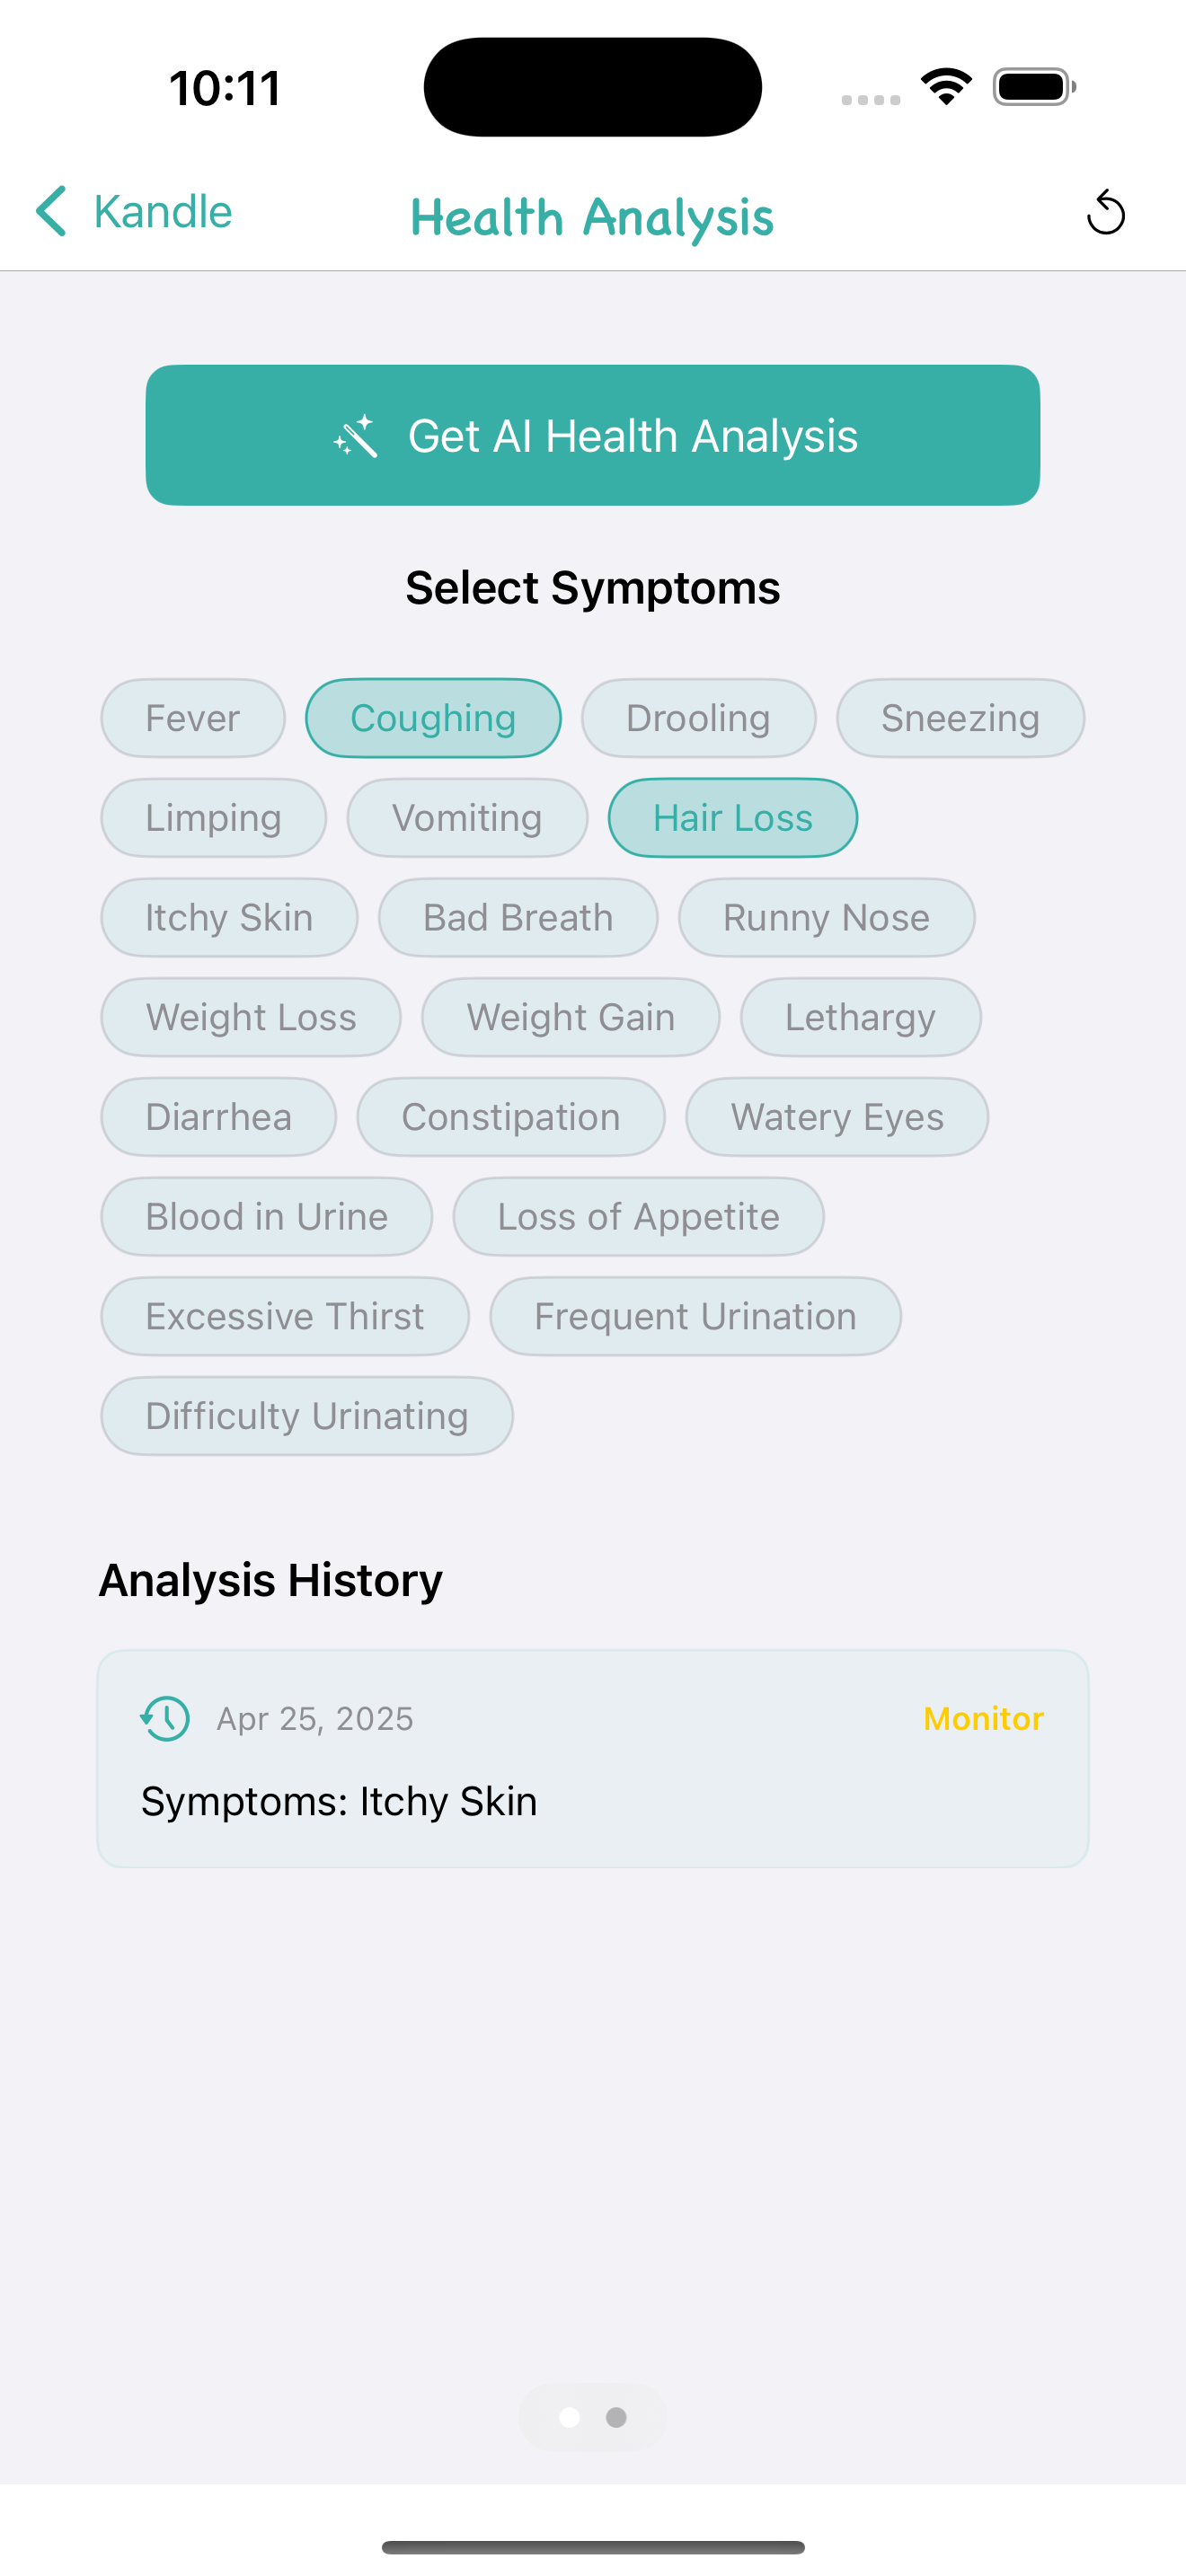 10:11
Kandle
Health Analysis
Get AI Health Analysis
Select Symptoms
Fever Coughing Drooling Sneezing
Limping Vomiting Hair Loss
Itchy Skin Bad Breath Runny Nose
Weight Loss Weight Gain Lethargy
Diarrhea Constipation Watery Eyes
Blood in Urine Loss of Appetite
Excessive Thirst Frequent Urination
Difficulty Urinating
Analysis History
Apr 25, 2025 Monitor
Symptoms: Itchy Skin